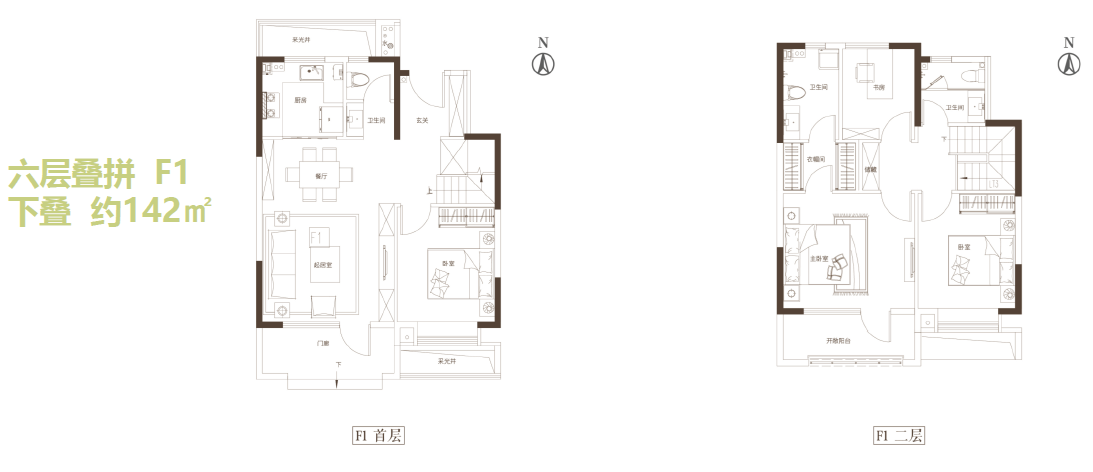 六层叠拼 F1
下叠 约142㎡
采光井
水
N
厨房
卫生间
玄关
餐厅
上
起居室
卧室
门廊
下
采光井
F1 首层
N
卫生间
书房
卫生间
下
衣帽间
储藏
L13
主卧室
卧室
开敞阳台
F1 二层